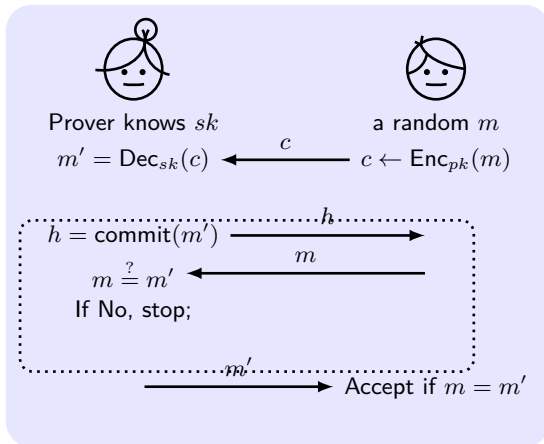 Prover knows sk a random m
c
m′ = Dec_sk(c) c ← Enc_pk(m)
h
h = commit(m′)
m
m ?= m′
If No, stop;
m′
Accept if m = m′